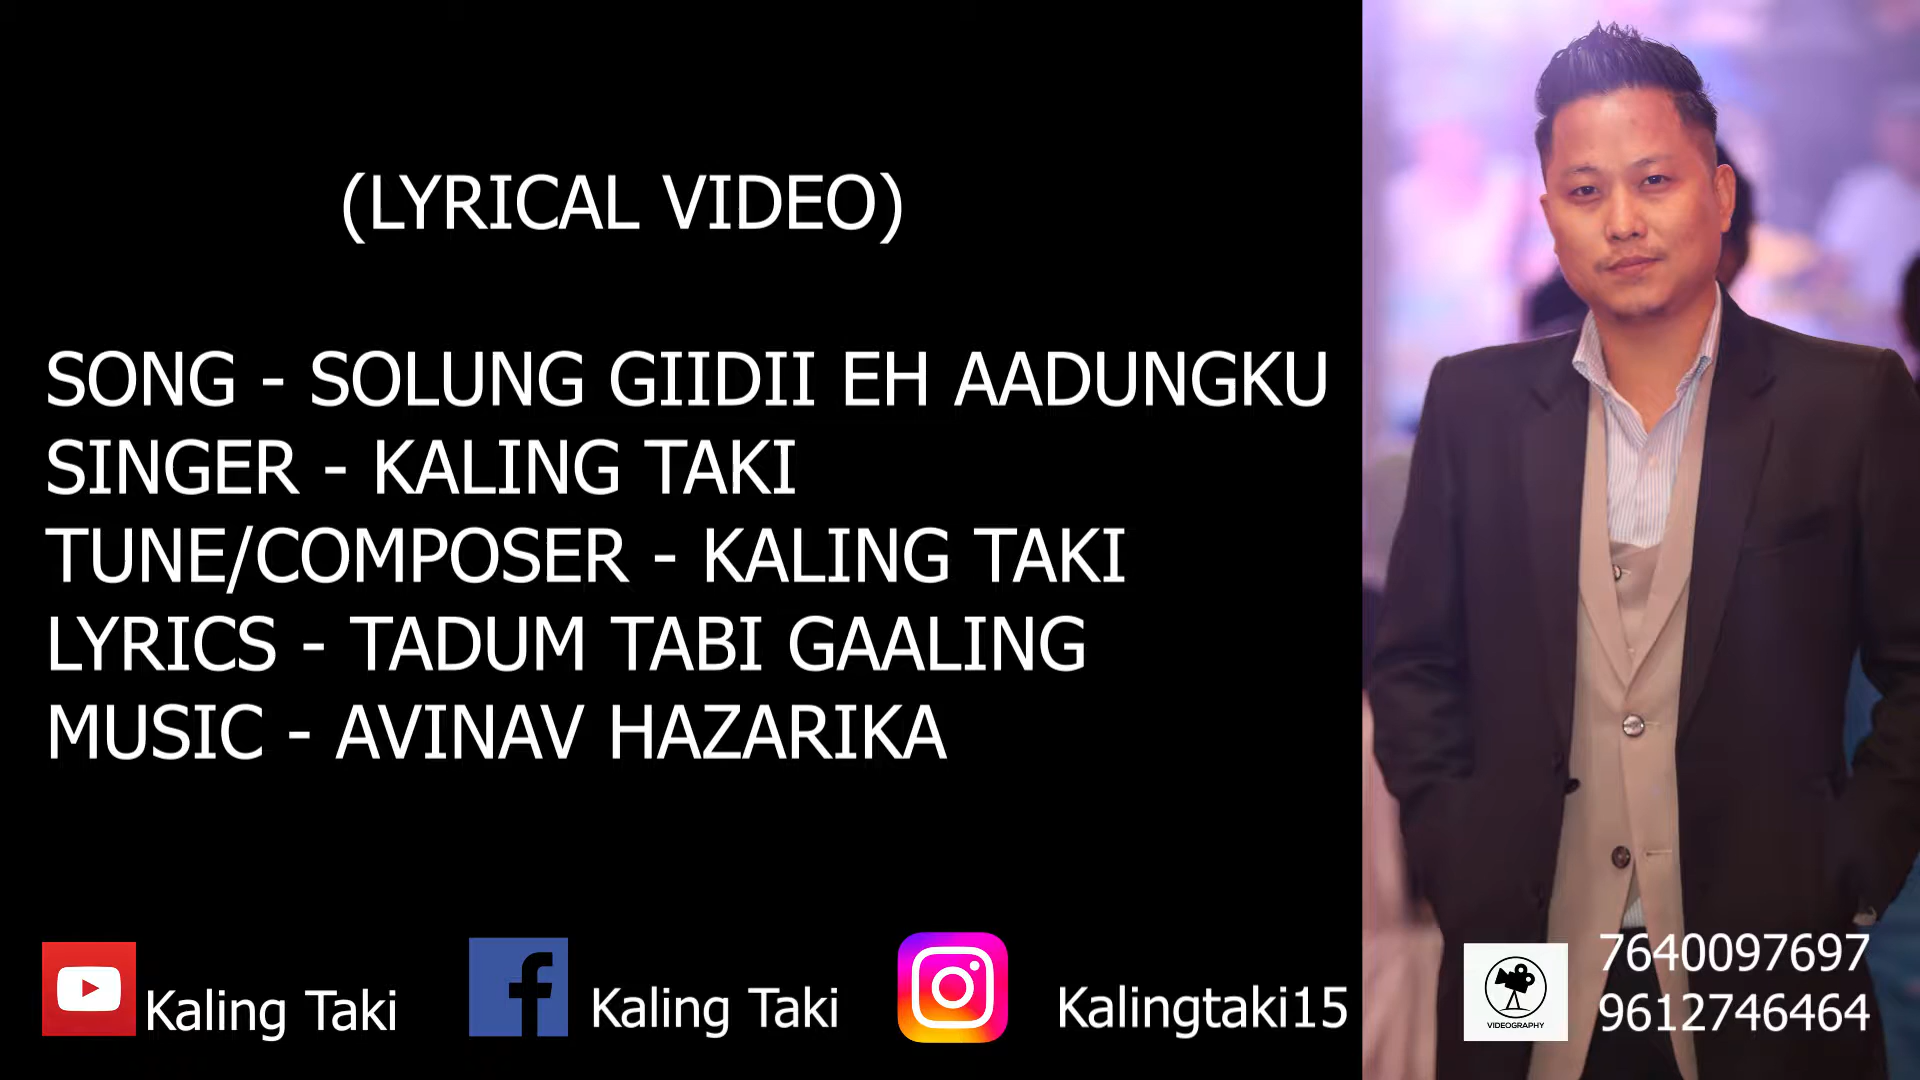 (LYRICAL VIDEO)
SONG - SOLUNG GIIDII EH AADUNGKU
SINGER - KALING TAKI
TUNE/COMPOSER - KALING TAKI
LYRICS - TADUM TABI GAALING
MUSIC - AVINAV HAZARIKA
Kaling Taki
Kaling Taki
Kalingtaki15
VIDEOGRAPHY
7640097697
9612746464